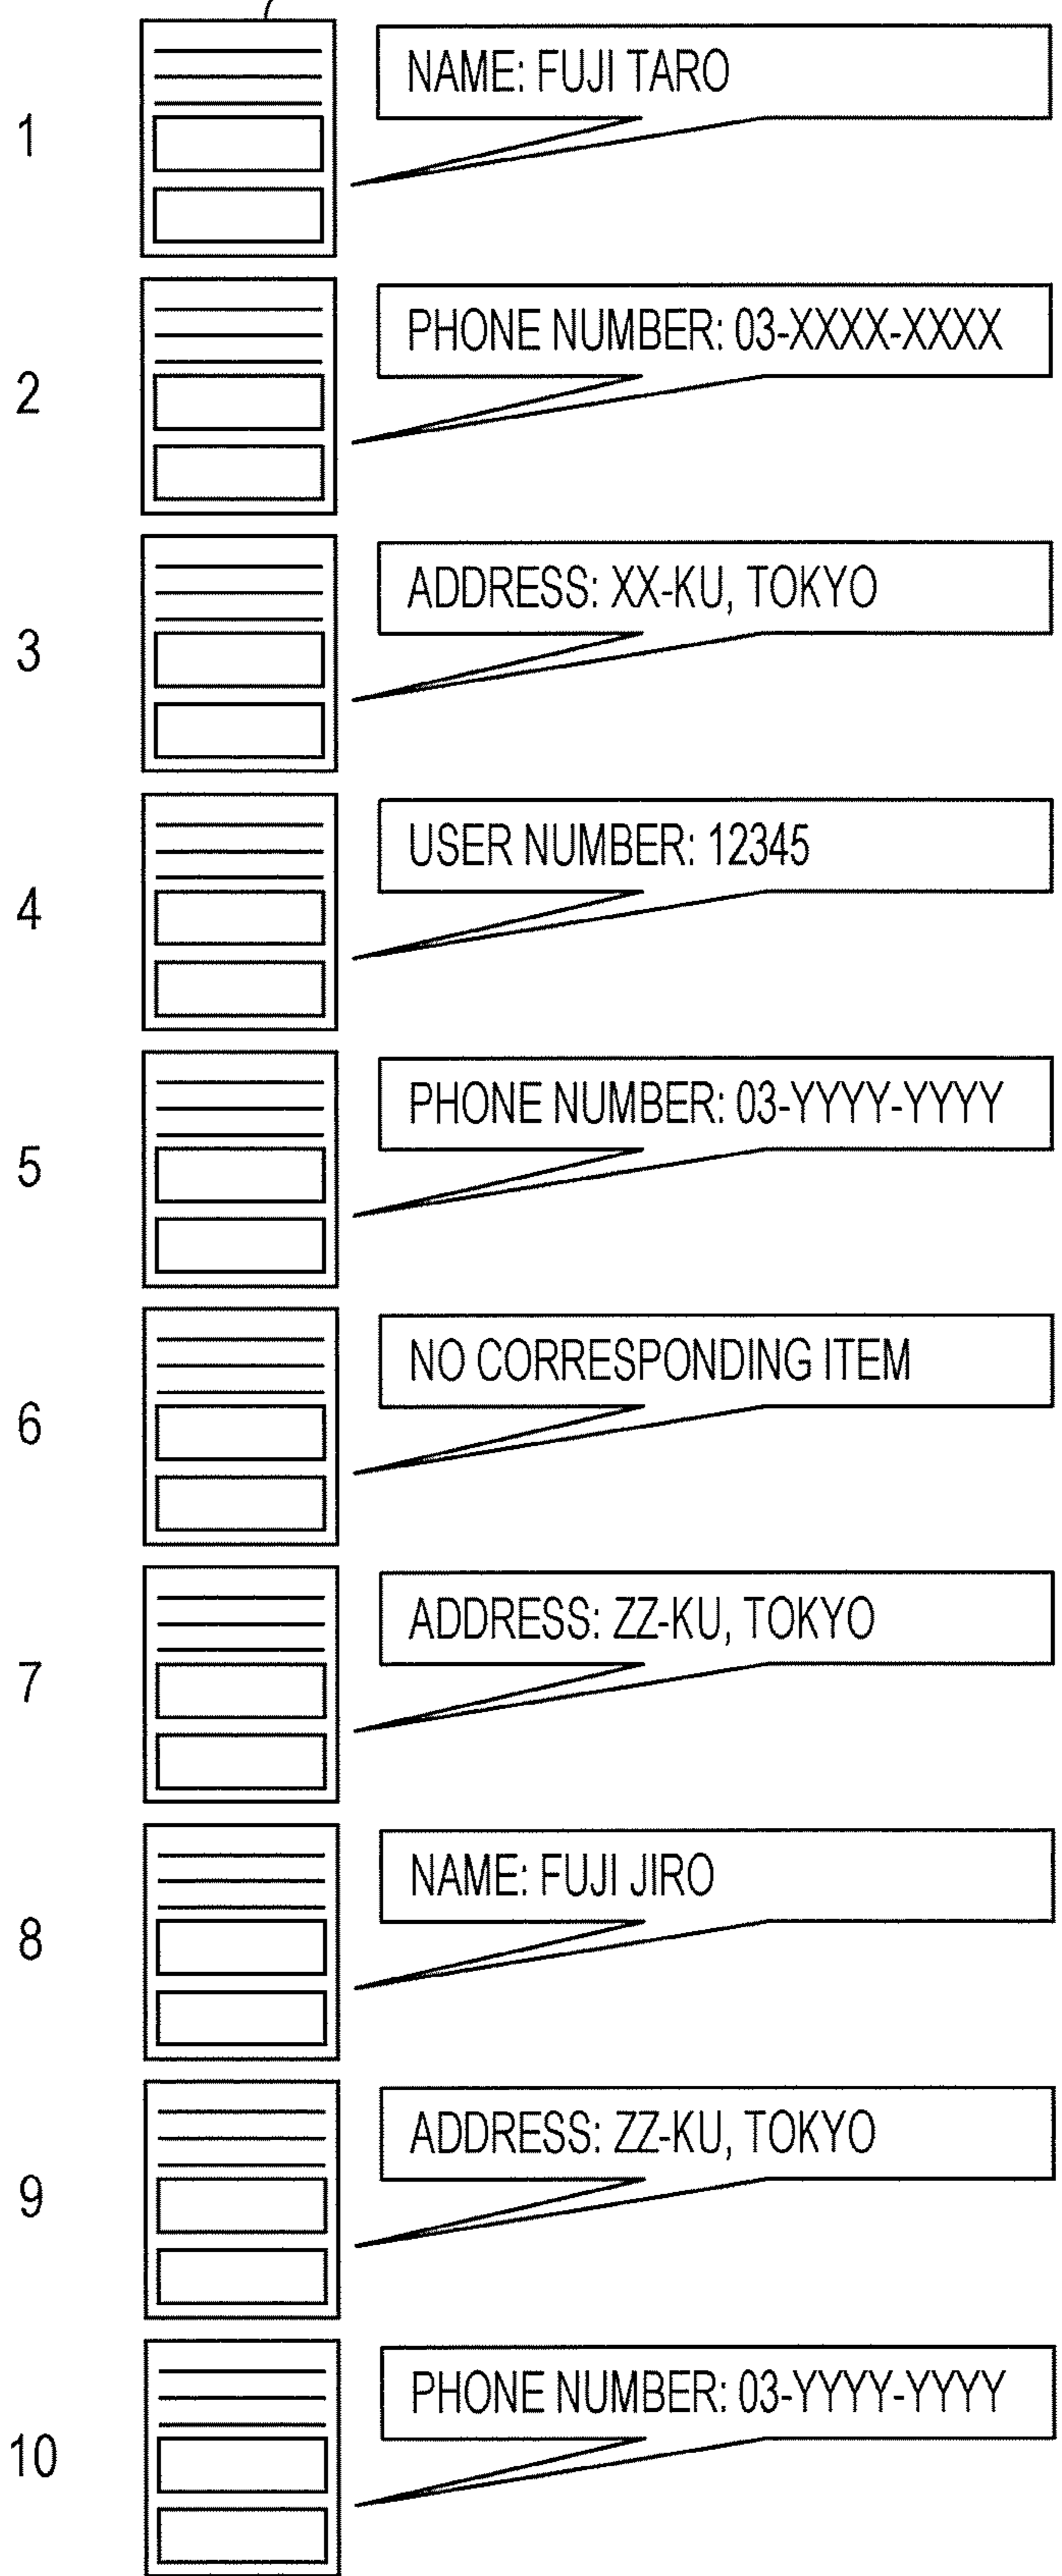 NAME: FUJI TARO
1
PHONE NUMBER: 03-XXXX-XXXX
2
ADDRESS: XX-KU, TOKYO
3
USER NUMBER: 12345
4
PHONE NUMBER: 03-YYYY-YYYY
5
NO CORRESPONDING ITEM
6
ADDRESS: ZZ-KU, TOKYO
7
NAME: FUJI JIRO
8
ADDRESS: ZZ-KU, TOKYO
9
PHONE NUMBER: 03-YYYY-YYYY
10